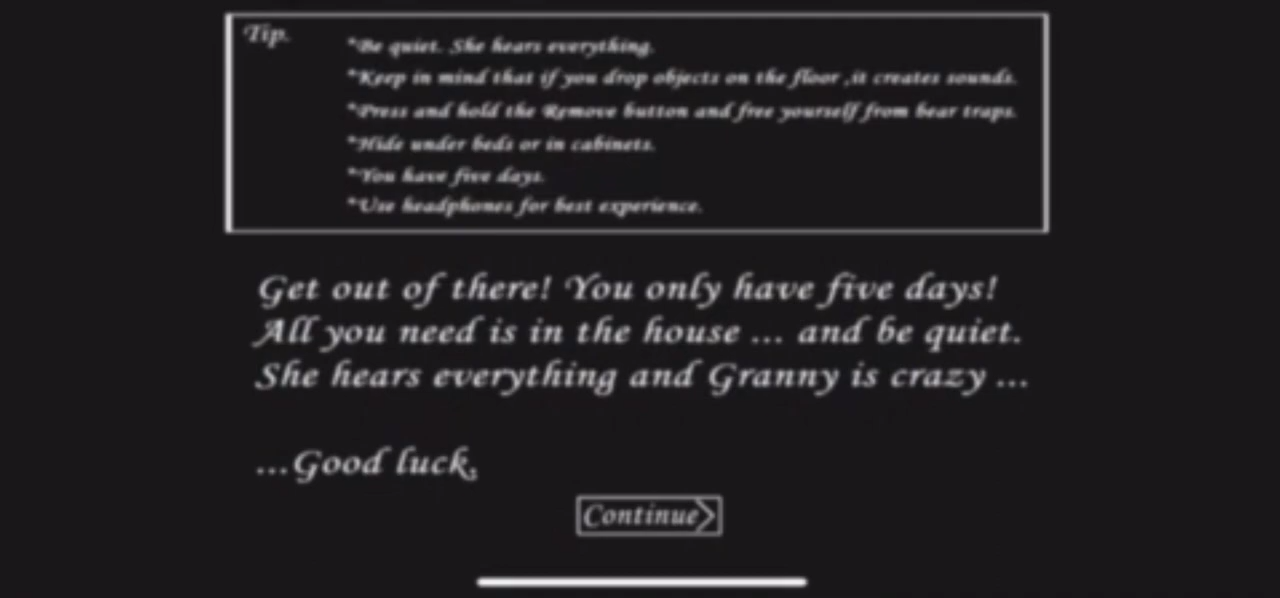 Tip.
*Be quiet. She hears everything.
*Keep in mind that if you drop objects on the floor ,it creates sounds.
*Press and hold the Remove button and free yourself from bear traps.
*Hide under beds or in cabinets.
*You have five days.
*Use headphones for best experience.
Get out of there! You only have five days!
All you need is in the house ... and be quiet.
She hears everything and Granny is crazy ...
...Good luck.
Continue